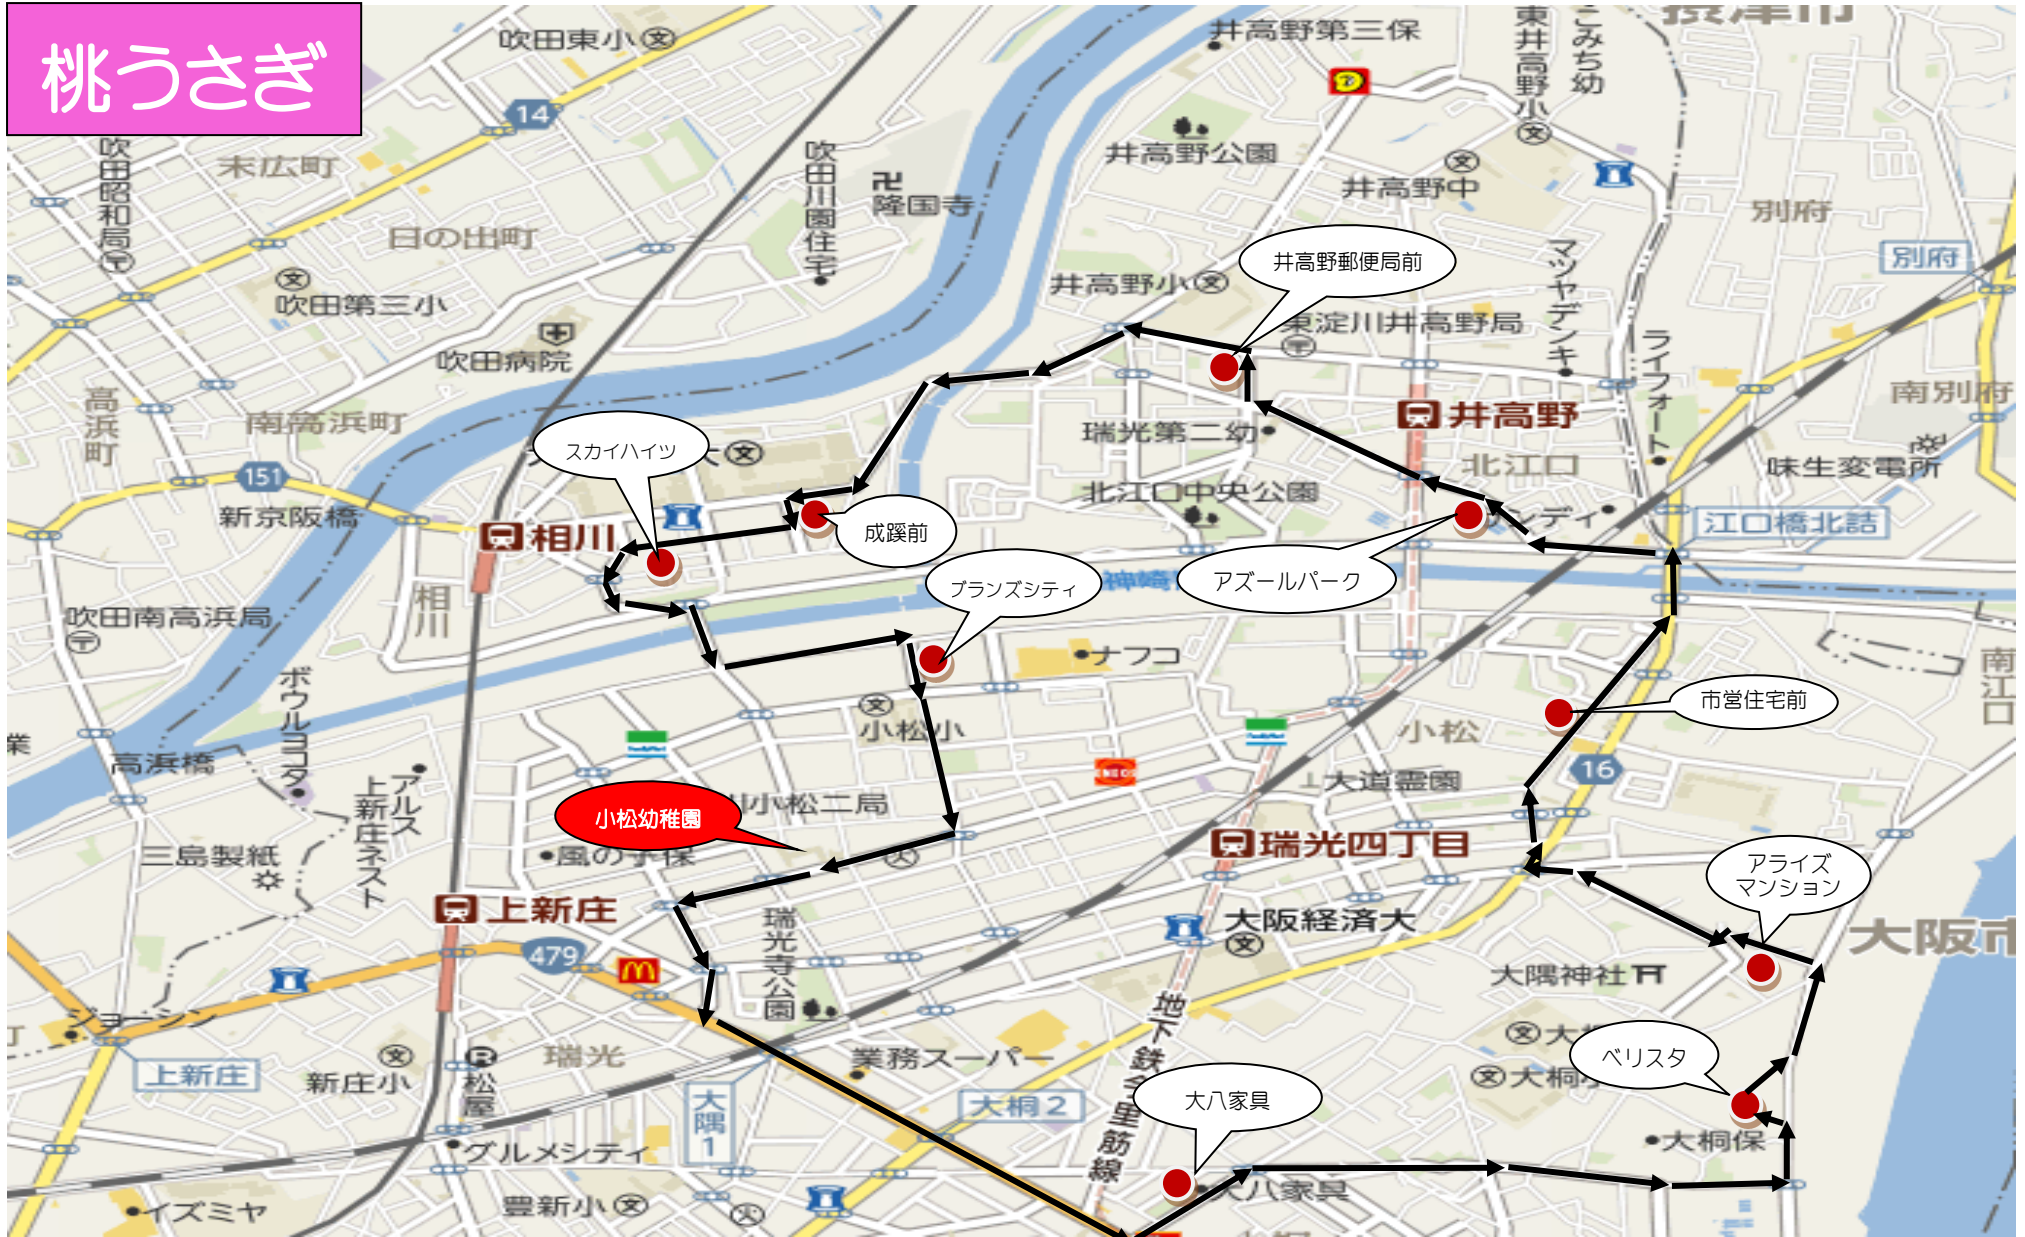 桃うさぎ
吹田東小
井高野第三保
東井高野小
こみち幼
摂津市
14
吹田昭和局
末広町
吹田川園住宅
隆国寺
井高野公園
井高野中
別府
別府
日の出町
吹田第三小
井高野小
井高野郵便局前
マツヤデンキ
東淀川井高野局
吹田病院
ライフォート
高浜町
南高浜町
南別府
井高野
瑞光第二幼
スカイハイツ
151
北江口
味生変電所
新京阪橋
北江口中央公園
江口橋北詰
相川
成蹊前
ブランズシティ
アズールパーク
相川
吹田南高浜局
ナフコ
南江口
ボウルヨコタ
市営住宅前
小松小
小松
高浜橋
16
アルス
上新庄ネスト
大道霊園
小松二局
小松幼稚園
三島製紙
風の子保
瑞光四丁目
アライズ
マンション
上新庄
瑞光寺公園
大阪経済大
大阪市
479
大隅神社
地下鉄今里筋線
ジョーシン
上新庄
新庄小
松屋
瑞光
業務スーパー
ベリスタ
大隅1
大桐2
大八家具
大桐保
グルメシティ
イズミヤ
豊新小
大八家具